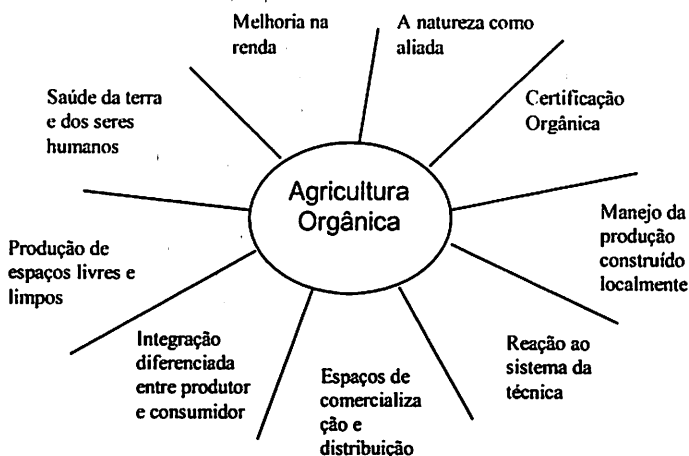 Melhoria na
renda
A natureza como
aliada
Certificação
Orgânica
Saúde da terra
e dos seres
humanos
Agricultura
Orgânica
Manejo da
produção
construído
localmente
Produção de
espaços livres e
limpos
Integração
diferenciada
entre produtor
e consumidor
Espaços de
comercializa
ção e
distribuição
Reação ao
sistema da
técnica